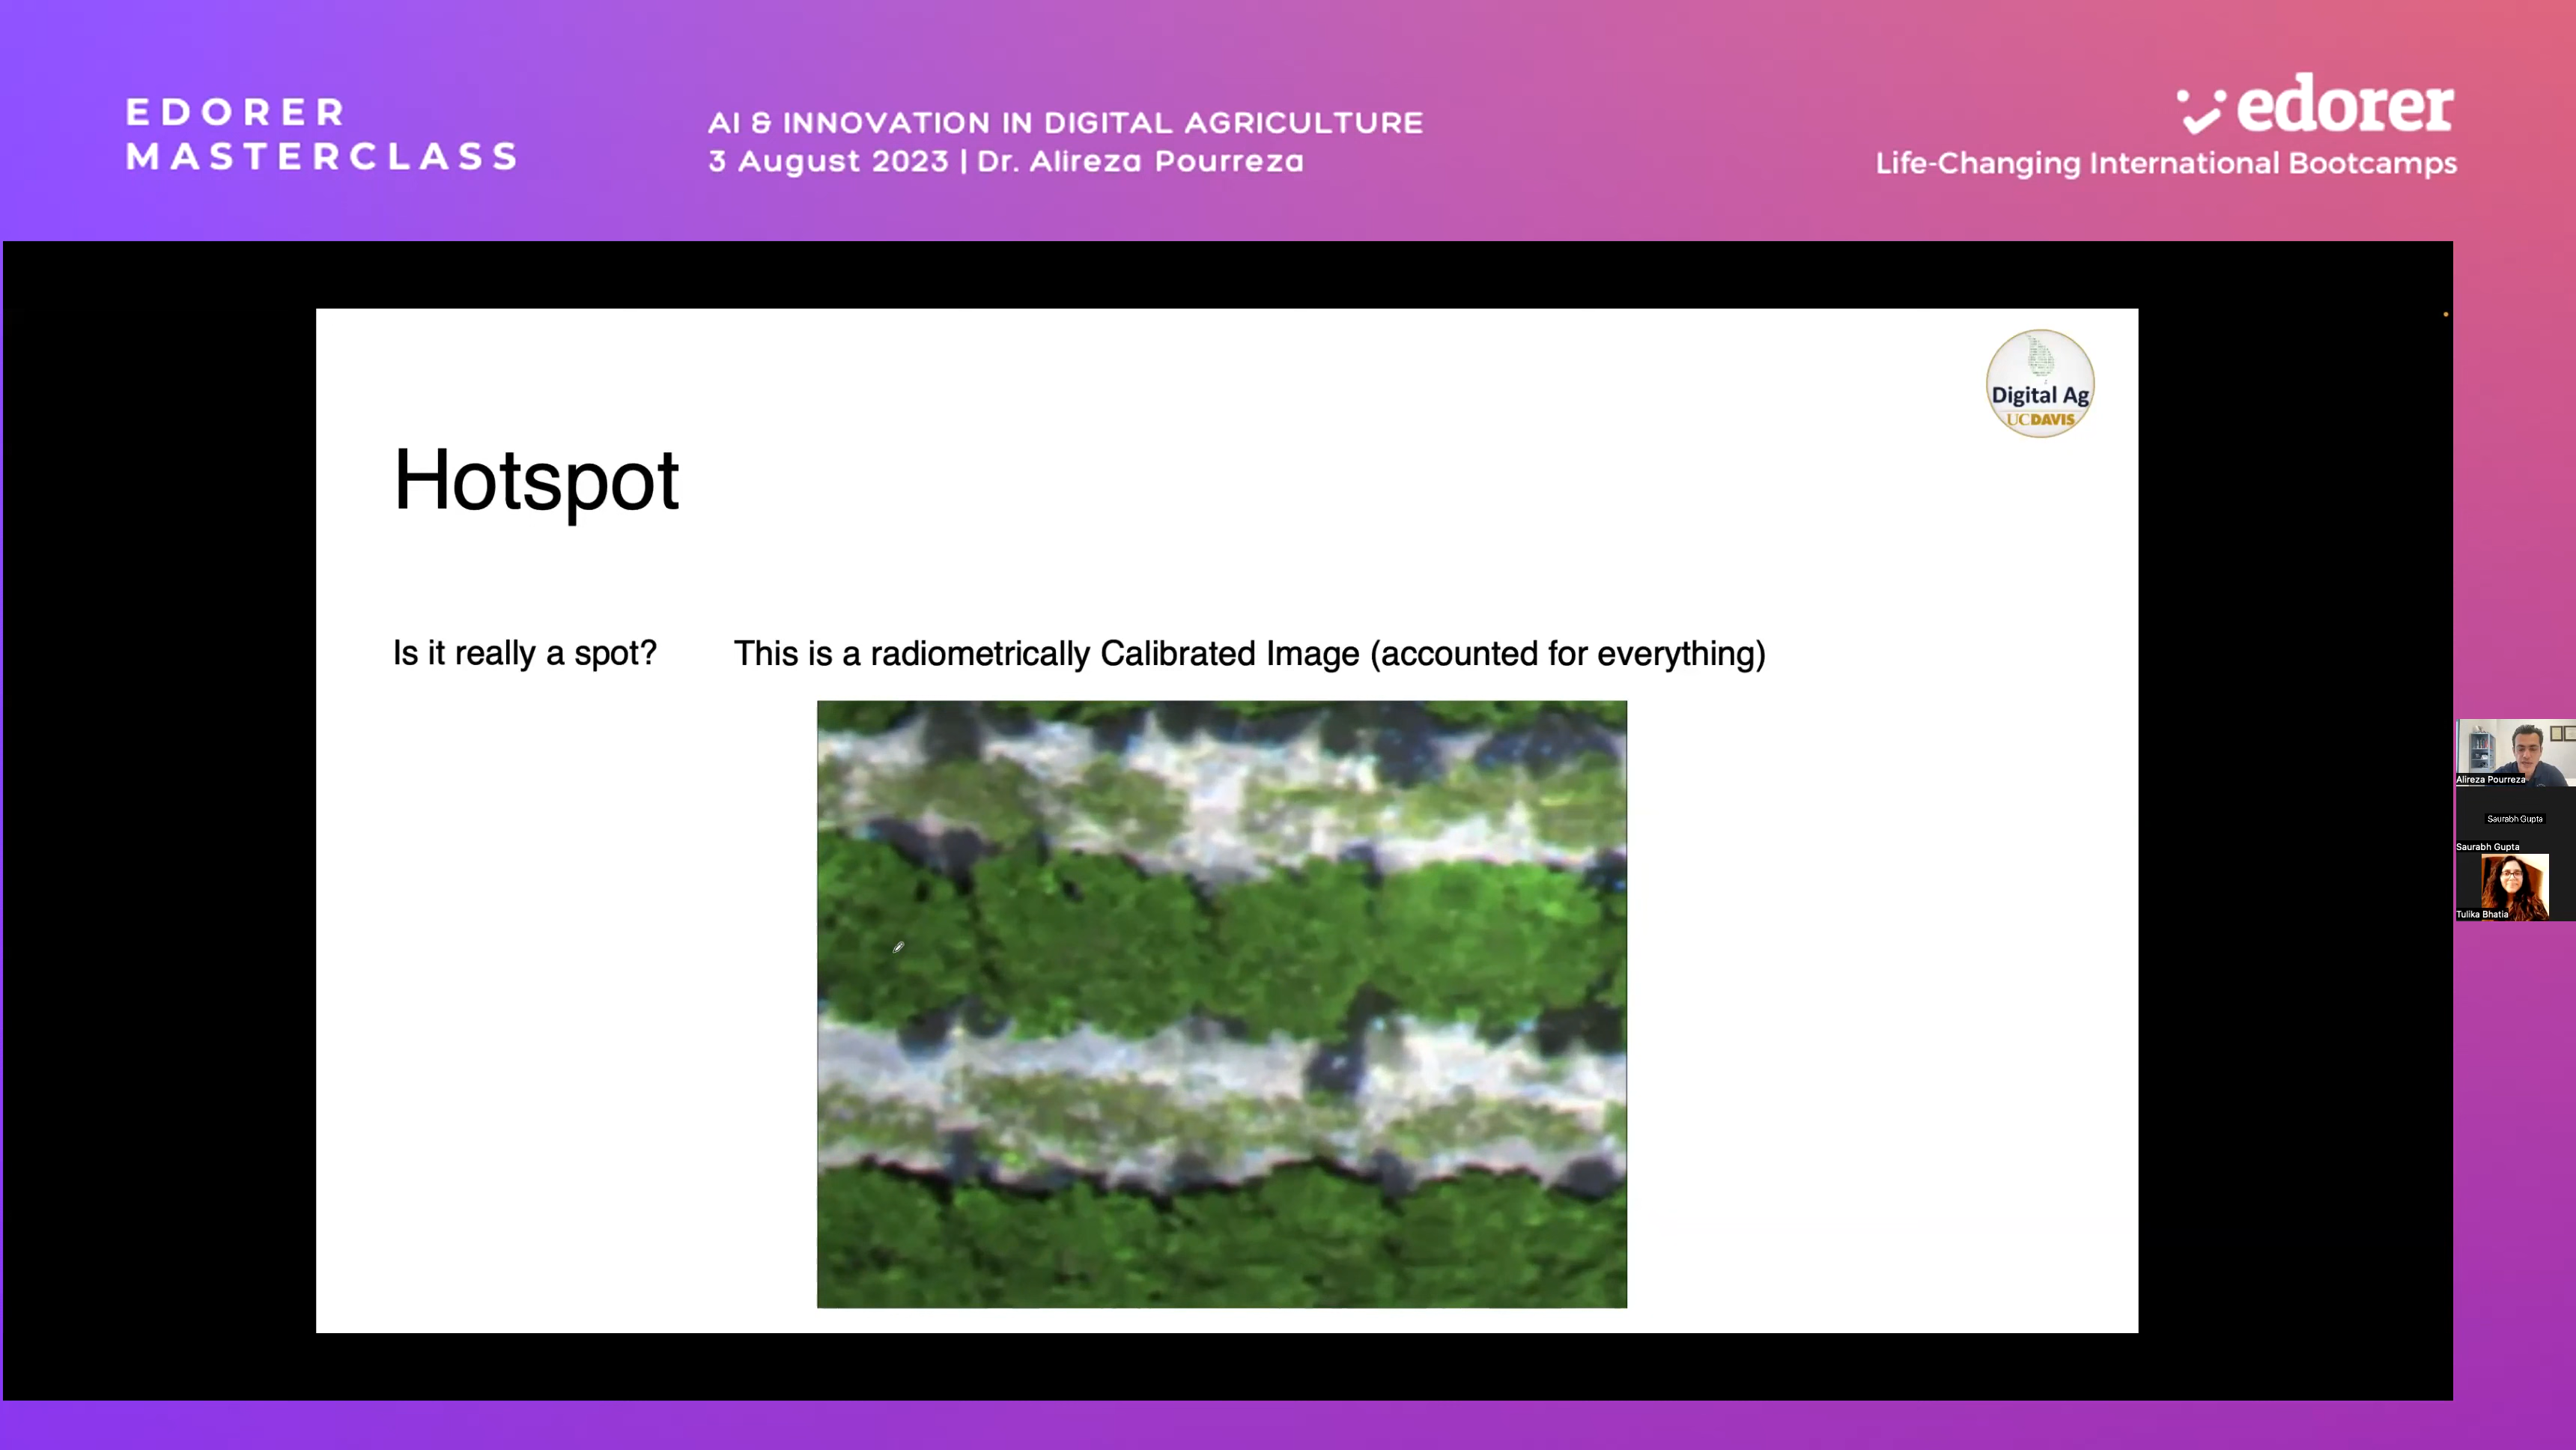 EDORER
MASTERCLASS
AI & INNOVATION IN DIGITAL AGRICULTURE
3 August 2023 | Dr. Alireza Pourreza
edorer
Life-Changing International Bootcamps
Digital Ag
UCDAVIS
Hotspot
Is it really a spot?
This is a radiometrically Calibrated Image (accounted for everything)
Alireza Pourreza
Saurabh Gupta
Saurabh Gupta
Tulika Bhatia